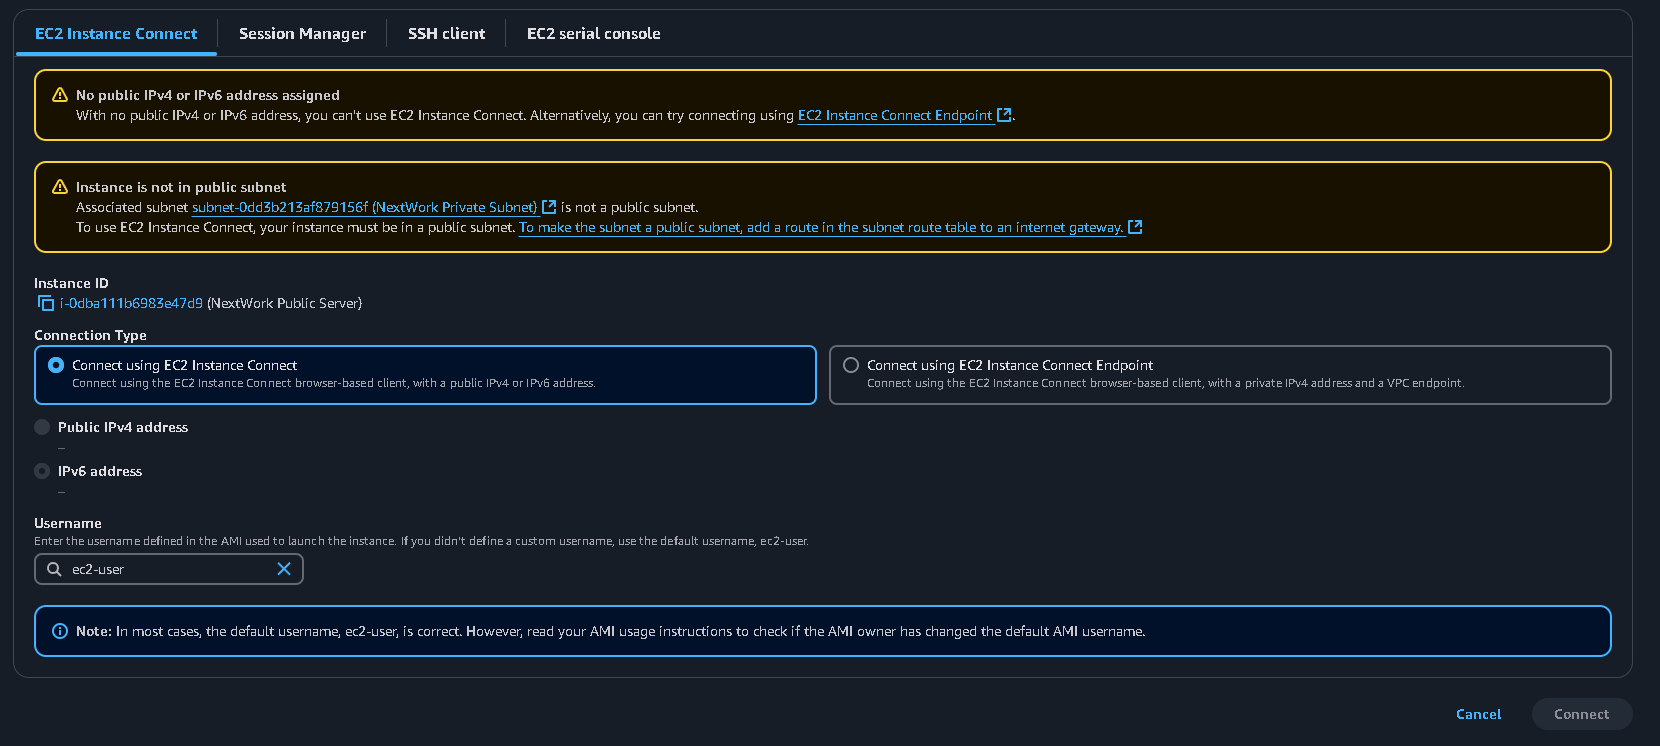 EC2 Instance Connect
Session Manager
SSH client
EC2 serial console
No public IPv4 or IPv6 address assigned
With no public IPv4 or IPv6 address, you can't use EC2 Instance Connect. Alternatively, you can try connecting using EC2 Instance Connect Endpoint.
Instance is not in public subnet
Associated subnet subnet-0dd3b213af879156f (NextWork Private Subnet) is not a public subnet.
To use EC2 Instance Connect, your instance must be in a public subnet. To make the subnet a public subnet, add a route in the subnet route table to an internet gateway.
Instance ID
i-0dba111b6983e47d9 (NextWork Public Server)
Connection Type
Connect using EC2 Instance Connect
Connect using the EC2 Instance Connect browser-based client, with a public IPv4 or IPv6 address.
Connect using EC2 Instance Connect Endpoint
Connect using the EC2 Instance Connect browser-based client, with a private IPv4 address and a VPC endpoint.
Public IPv4 address
–
IPv6 address
–
Username
Enter the username defined in the AMI used to launch the instance. If you didn't define a custom username, use the default username, ec2-user.
ec2-user
Note: In most cases, the default username, ec2-user, is correct. However, read your AMI usage instructions to check if the AMI owner has changed the default AMI username.
Cancel
Connect